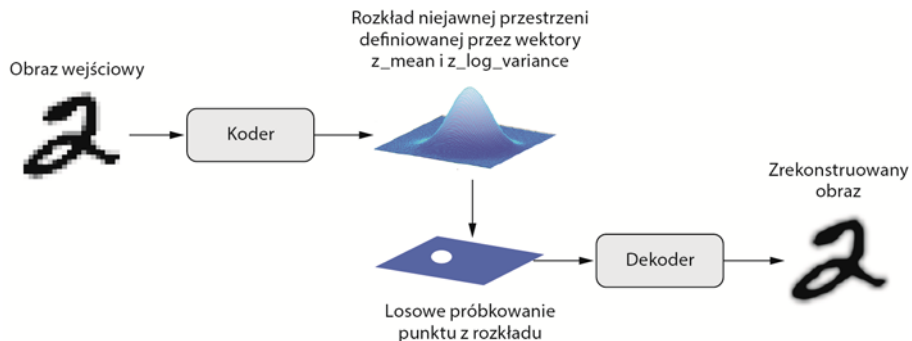 Rozkład niejawnej przestrzeni
definiowanej przez wektory
z_mean i z_log_variance
Obraz wejściowy
Koder
Zrekonstruowany
obraz
Dekoder
Losowe próbkowanie
punktu z rozkładu